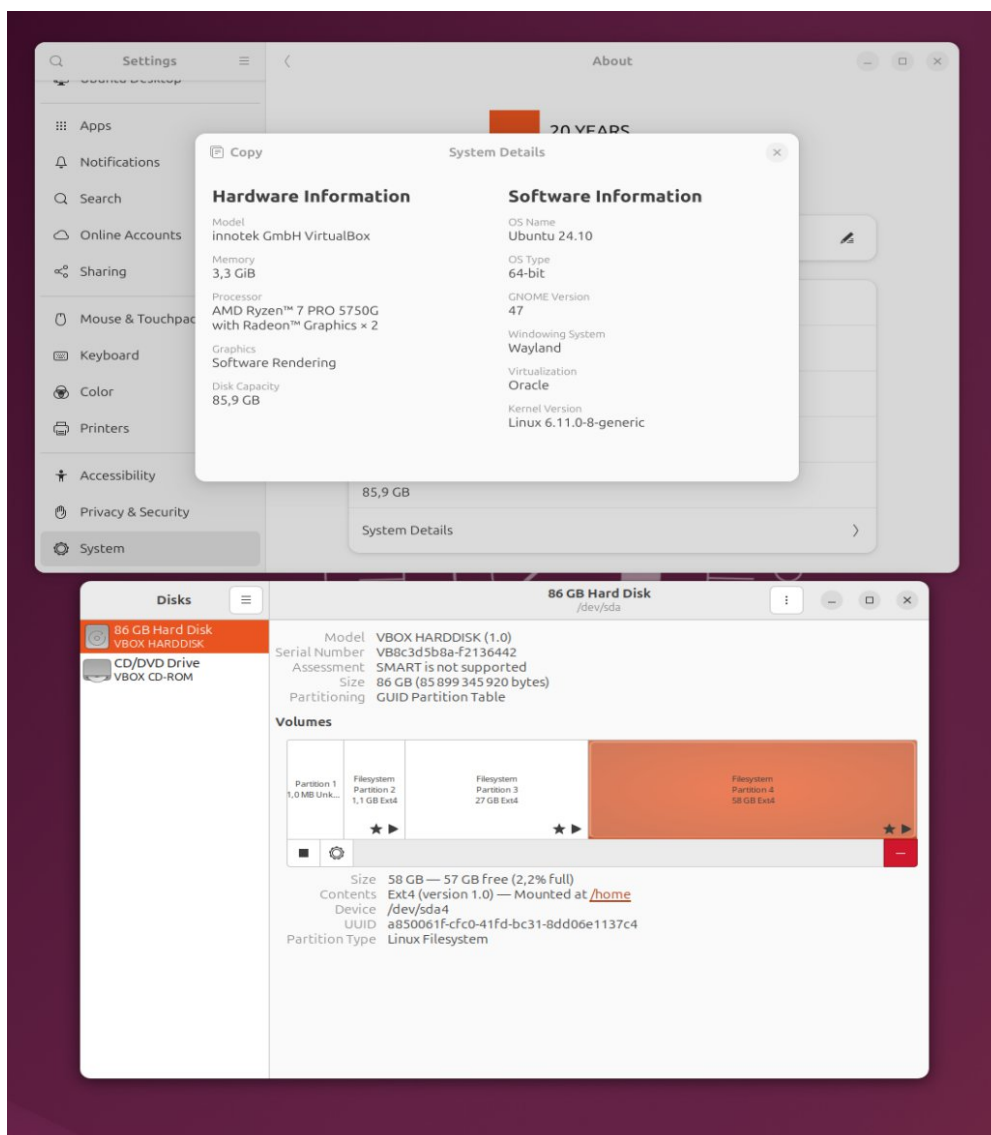 Settings
About
Ubuntu Desktop
20 YEARS
Apps
Notifications
Search
Online Accounts
Sharing
Mouse & Touchpad
Keyboard
Color
Printers
Accessibility
Privacy & Security
System
Copy
System Details
Hardware Information
Model
innotek GmbH VirtualBox
Memory
3,3 GiB
Processor
AMD Ryzen™ 7 PRO 5750G
with Radeon™ Graphics × 2
Graphics
Software Rendering
Disk Capacity
85,9 GB
Software Information
OS Name
Ubuntu 24.10
OS Type
64-bit
GNOME Version
47
Windowing System
Wayland
Virtualization
Oracle
Kernel Version
Linux 6.11.0-8-generic
85,9 GB
System Details
Disks
86 GB Hard Disk
/dev/sda
86 GB Hard Disk
VBOX HARDDISK
CD/DVD Drive
VBOX CD-ROM
Model VBOX HARDDISK (1.0)
Serial Number VB8c3d5b8a-f2136442
Assessment SMART is not supported
Size 86 GB (85 899 345 920 bytes)
Partitioning GUID Partition Table
Volumes
Partition 1
1,0 MB Unk...
Filesystem
Partition 2
1,1 GB Ext4
Filesystem
Partition 3
27 GB Ext4
Filesystem
Partition 4
58 GB Ext4
Size 58 GB — 57 GB free (2,2% full)
Contents Ext4 (version 1.0) — Mounted at /home
Device /dev/sda4
UUID a850061f-cfc0-41fd-bc31-8dd06e1137c4
Partition Type Linux Filesystem